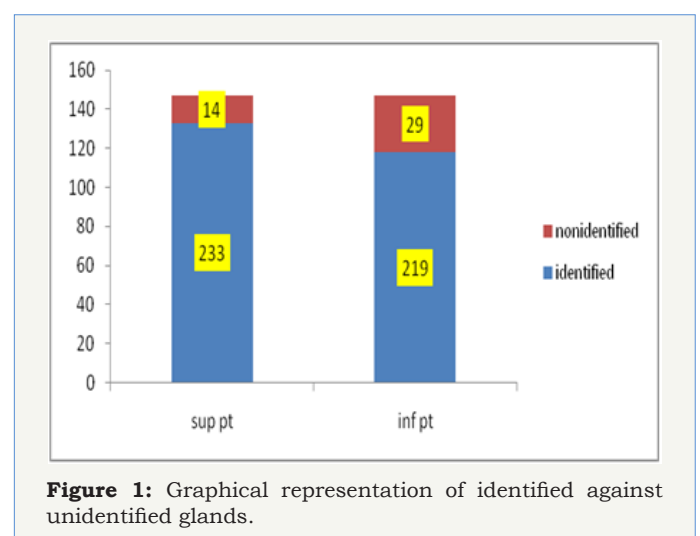 160
140
120
100
80
60
40
20
0
14
29
233
219
nonidentified
identified
sup pt
inf pt
Figure 1: Graphical representation of identified against
unidentified glands.